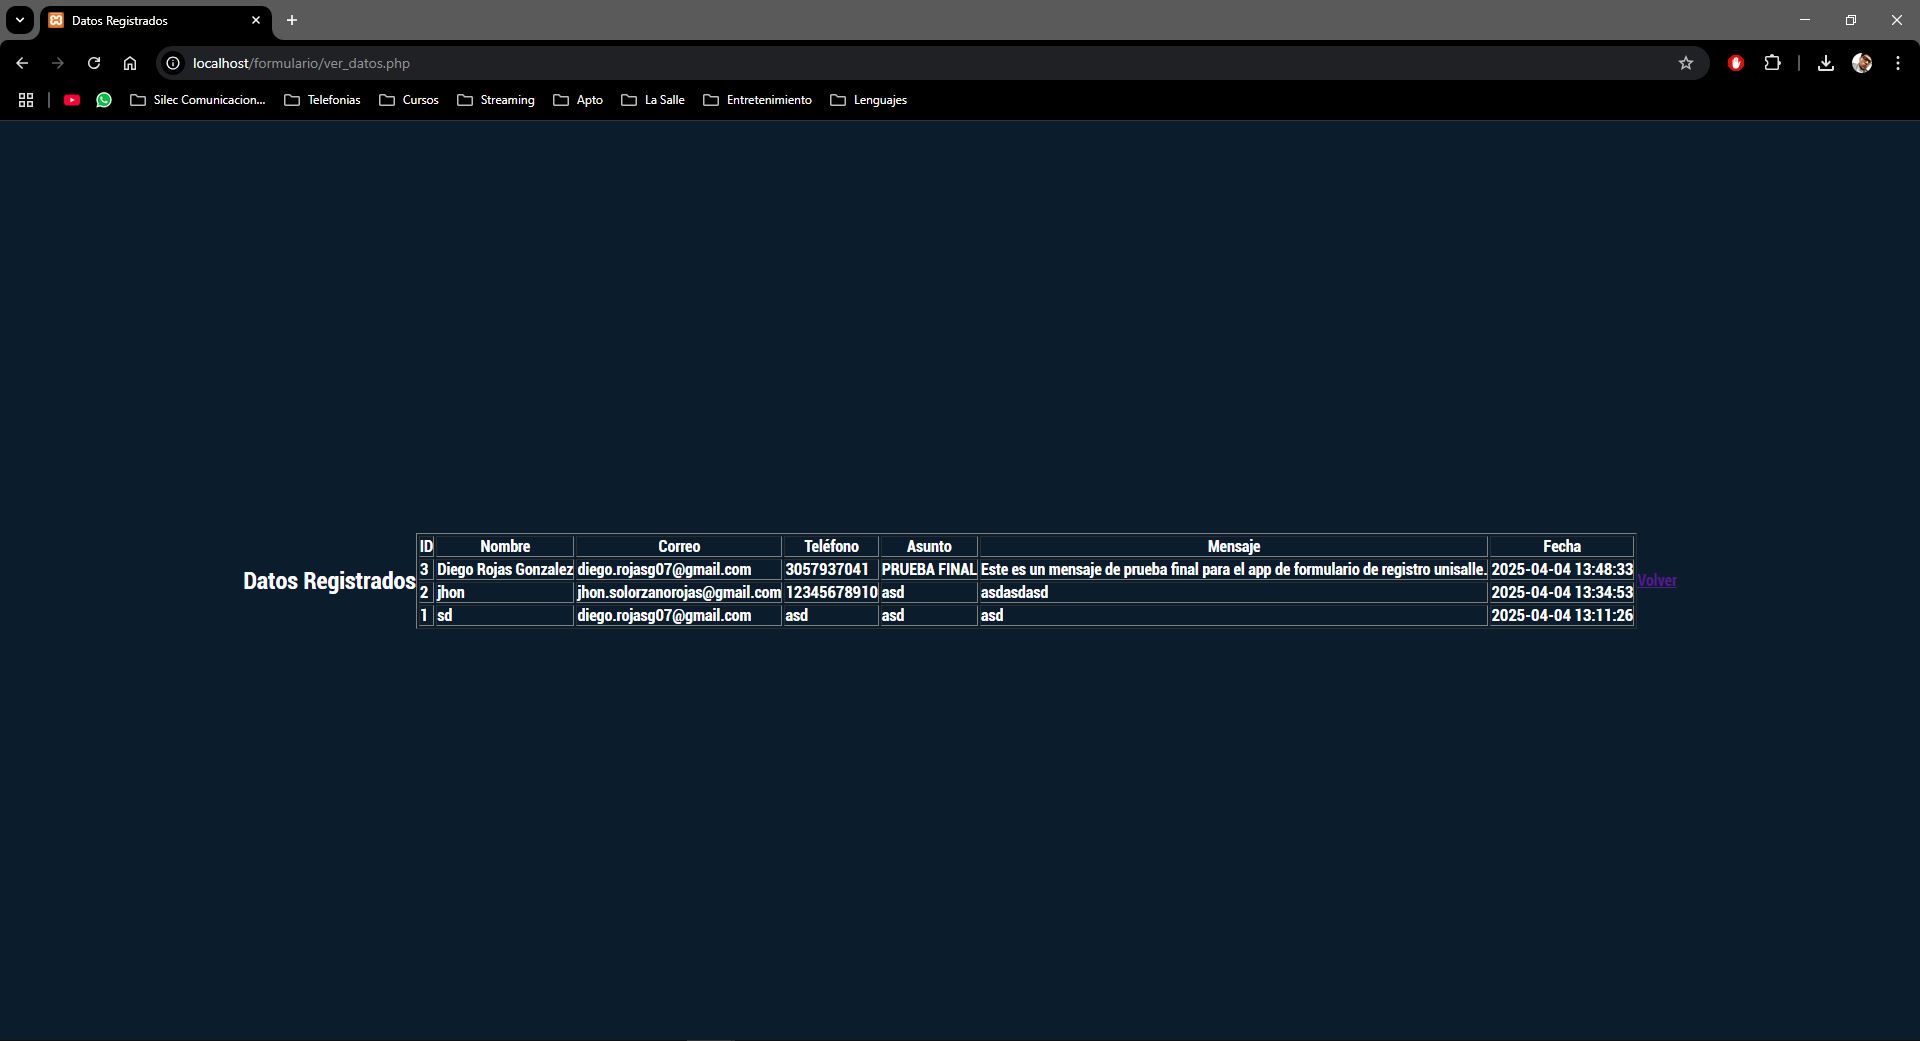 Datos Registrados
localhost/formulario/ver_datos.php
Silec Comunicacion... Telefonias Cursos Streaming Apto La Salle Entretenimiento Lenguajes
Datos Registrados
ID Nombre Correo Teléfono Asunto Mensaje Fecha
3 Diego Rojas Gonzalez diego.rojasg07@gmail.com 3057937041 PRUEBA FINAL Este es un mensaje de prueba final para el app de formulario de registro unisalle. 2025-04-04 13:48:33
2 jhon jhon.solorzanorojas@gmail.com 12345678910 asd asdasdasd 2025-04-04 13:34:53
1 sd diego.rojasg07@gmail.com asd asd asd 2025-04-04 13:11:26
Volver